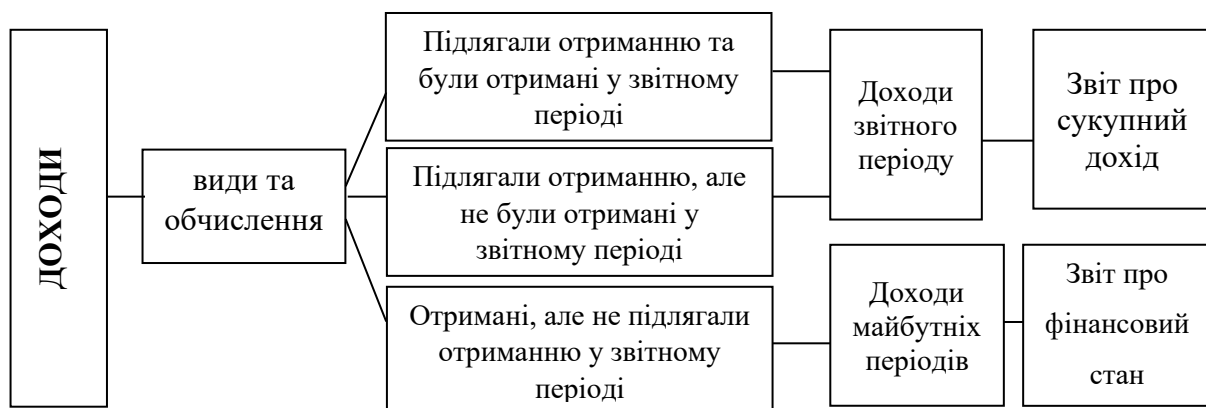 ДОХОДИ
види та
обчислення
Підлягали отриманню та
були отримані у звітному
періоді
Підлягали отриманню, але
не були отримані у
звітному періоді
Отримані, але не підлягали
отриманню у звітному
періоді
Доходи
звітного
періоду
Доходи
майбутніх
періодів
Звіт про
сукупний
дохід
Звіт про
фінансовий
стан